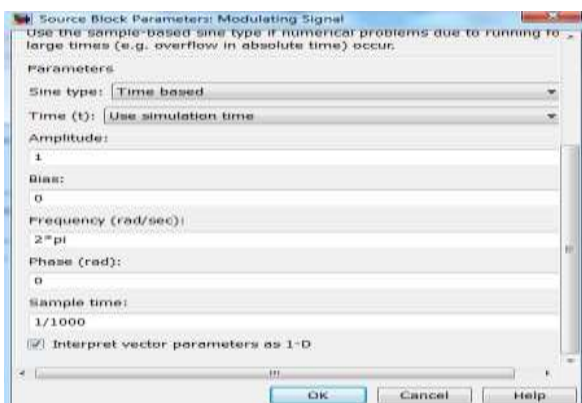 Source Block Parameters: Modulating Signal
Use the sample-based sine type if numerical problems due to running fo
large times (e.g. overflow in absolute time) occur.
Parameters
Sine type: Time based
Time (t): Use simulation time
Amplitude:
1
Bias:
0
Frequency (rad/sec):
2*pi
Phase (rad):
0
Sample time:
1/1000
Interpret vector parameters as 1-D
OK Cancel Help